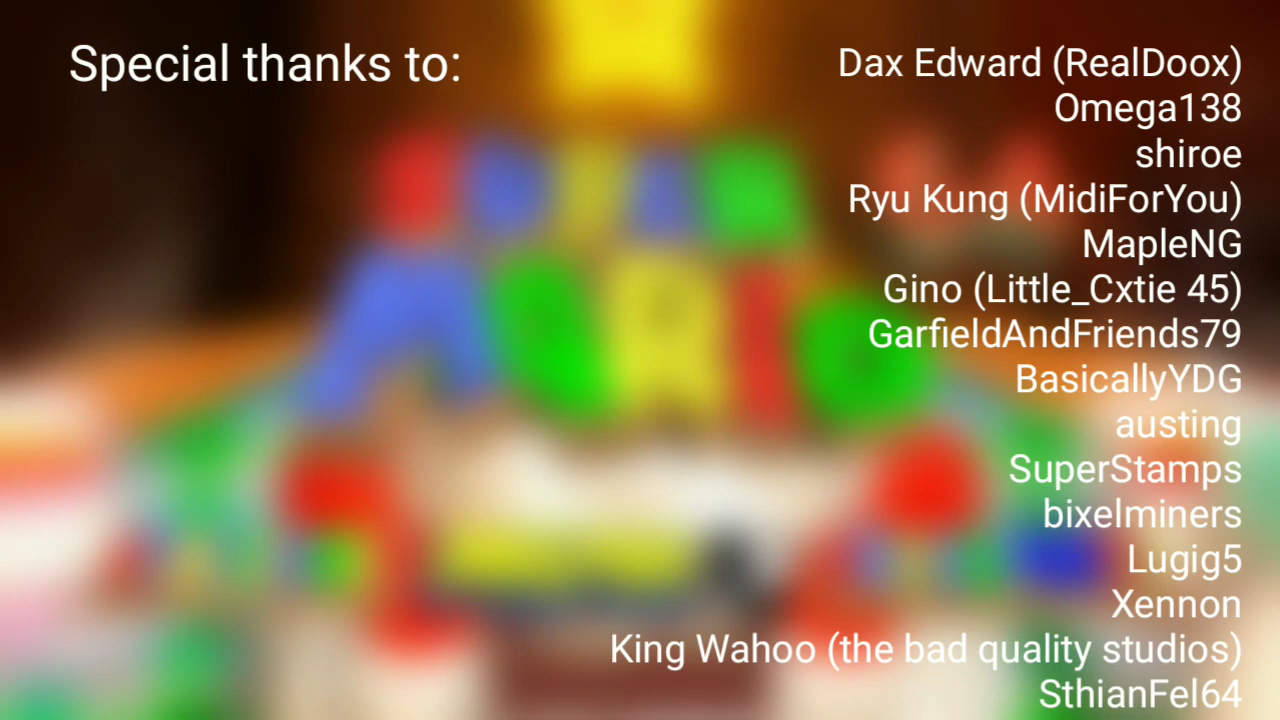 Special thanks to:
Dax Edward (RealDoox)
Omega138
shiroe
Ryu Kung (MidiForYou)
MapleNG
Gino (Little_Cxtie 45)
GarfieldAndFriends79
BasicallyYDG
austing
SuperStamps
bixelminers
Lugig5
Xennon
King Wahoo (the bad quality studios)
SthianFel64